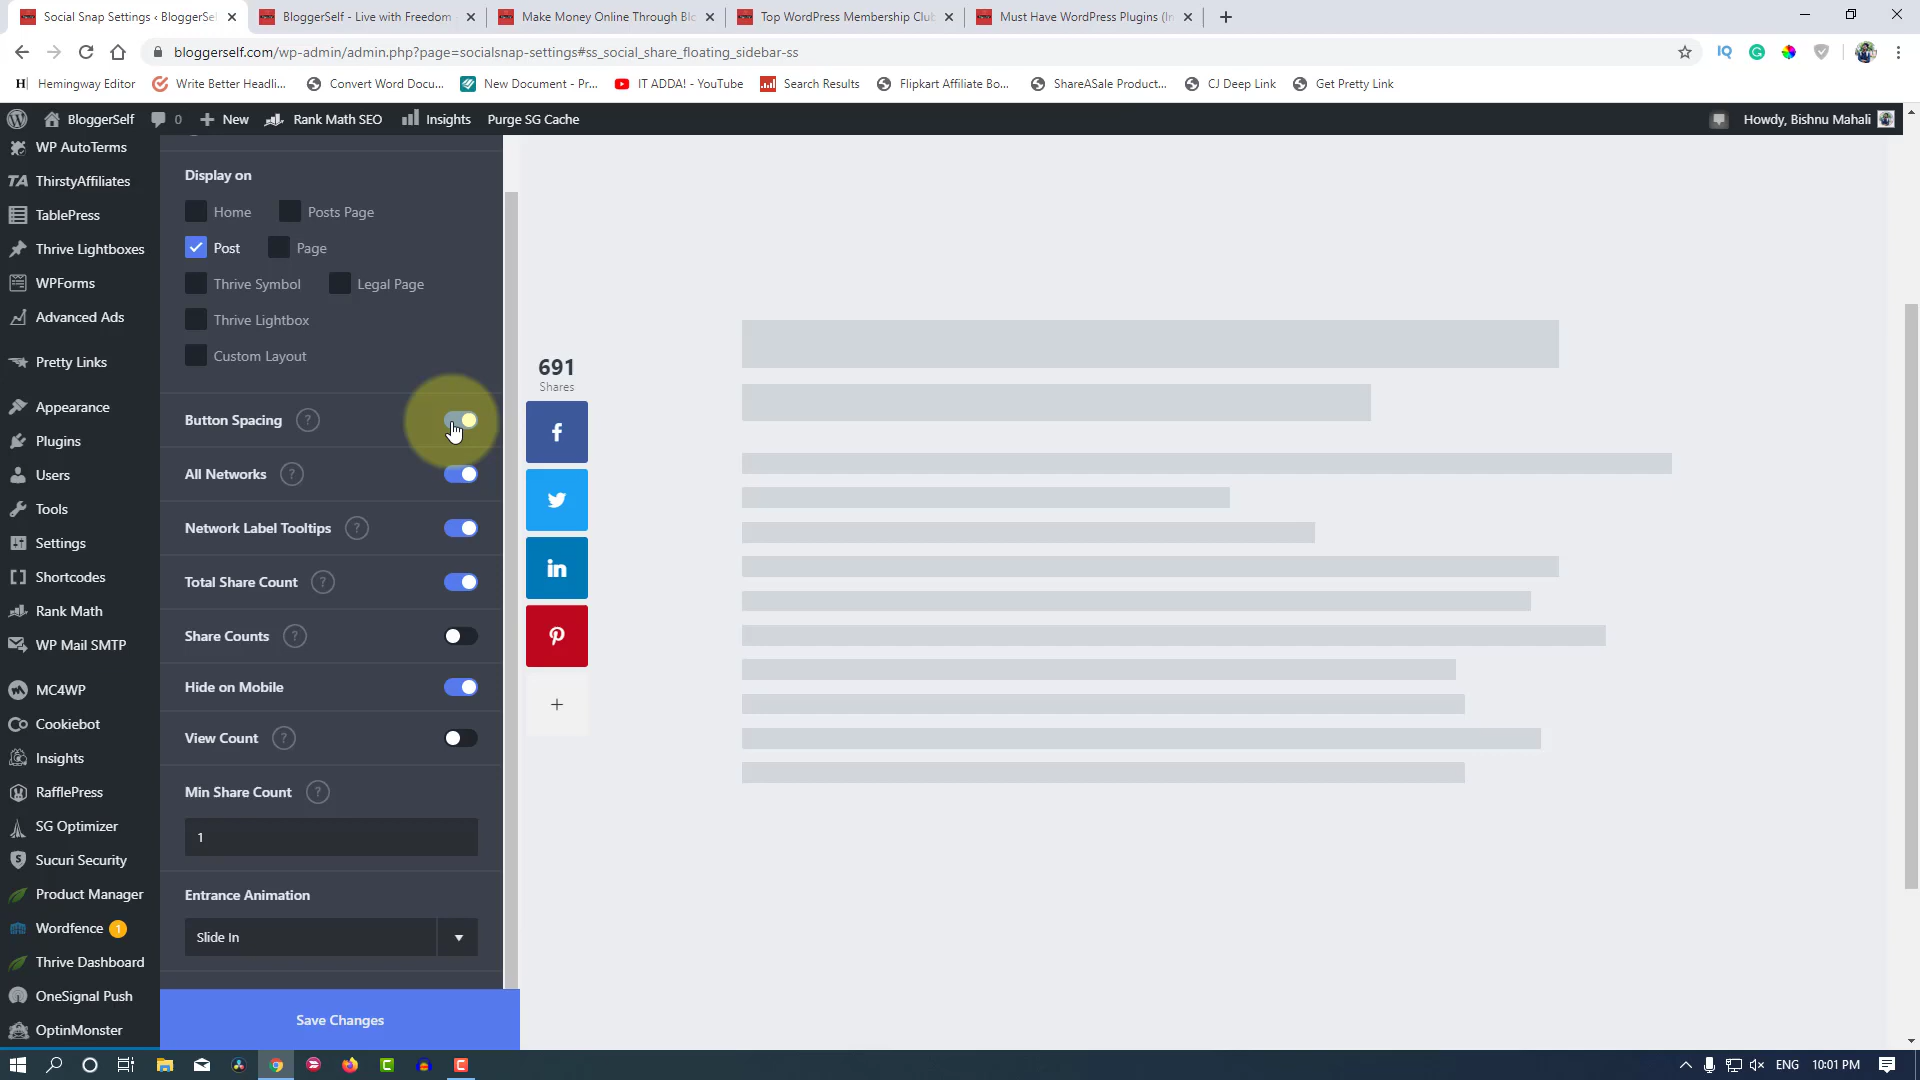 Social Snap Settings ‹ BloggerSel
BloggerSelf - Live with Freedom
Make Money Online Through Blo
Top WordPress Membership Club
Must Have WordPress Plugins (In
bloggerself.com/wp-admin/admin.php?page=socialsnap-settings#ss_social_share_floating_sidebar-ss
IQ
H Hemingway Editor
Write Better Headli...
Convert Word Docu...
New Document - Pr...
IT ADDA! - YouTube
Search Results
Flipkart Affiliate Bo...
ShareASale Product...
CJ Deep Link
Get Pretty Link
BloggerSelf
0
New
Rank Math SEO
Insights
Purge SG Cache
Howdy, Bishnu Mahali
WP AutoTerms
TA ThirstyAffiliates
TablePress
Thrive Lightboxes
WPForms
Advanced Ads
Pretty Links
Appearance
Plugins
Users
Tools
Settings
Shortcodes
Rank Math
WP Mail SMTP
MC4WP
Cookiebot
Insights
RafflePress
SG Optimizer
Sucuri Security
Product Manager
Wordfence 1
Thrive Dashboard
OneSignal Push
OptinMonster
Display on
Home
Posts Page
Post
Page
Thrive Symbol
Legal Page
Thrive Lightbox
Custom Layout
Button Spacing ?
All Networks ?
Network Label Tooltips ?
Total Share Count ?
Share Counts ?
Hide on Mobile
View Count ?
Min Share Count ?
1
Entrance Animation
Slide In
Save Changes
691
Shares
f
in
+
ENG
10:01 PM